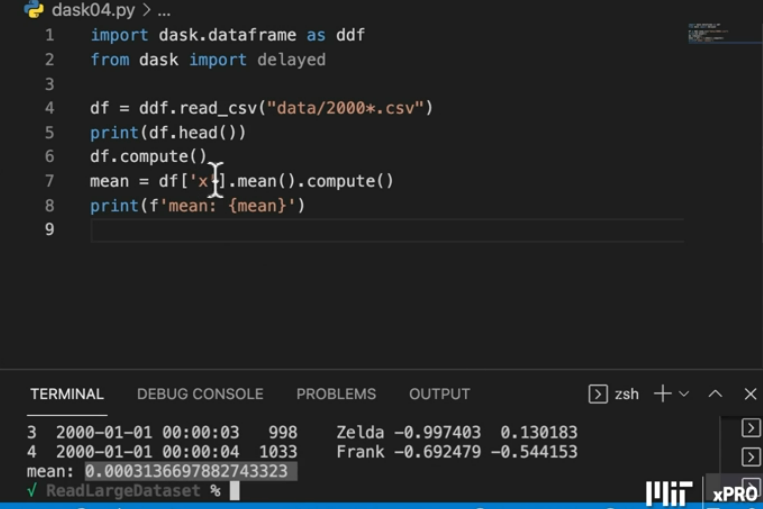 dask04.py > ...
1 import dask.dataframe as ddf
2 from dask import delayed
3
4 df = ddf.read_csv("data/2000*.csv")
5 print(df.head())
6 df.compute()
7 mean = df['x'].mean().compute()
8 print(f'mean: {mean}')
9
TERMINAL DEBUG CONSOLE PROBLEMS OUTPUT zsh
3 2000-01-01 00:00:03 998 Zelda -0.997403 0.130183
4 2000-01-01 00:00:04 1033 Frank -0.692479 -0.544153
mean: 0.0003136697882743323
√ ReadLargeDataset %
MIT xPRO